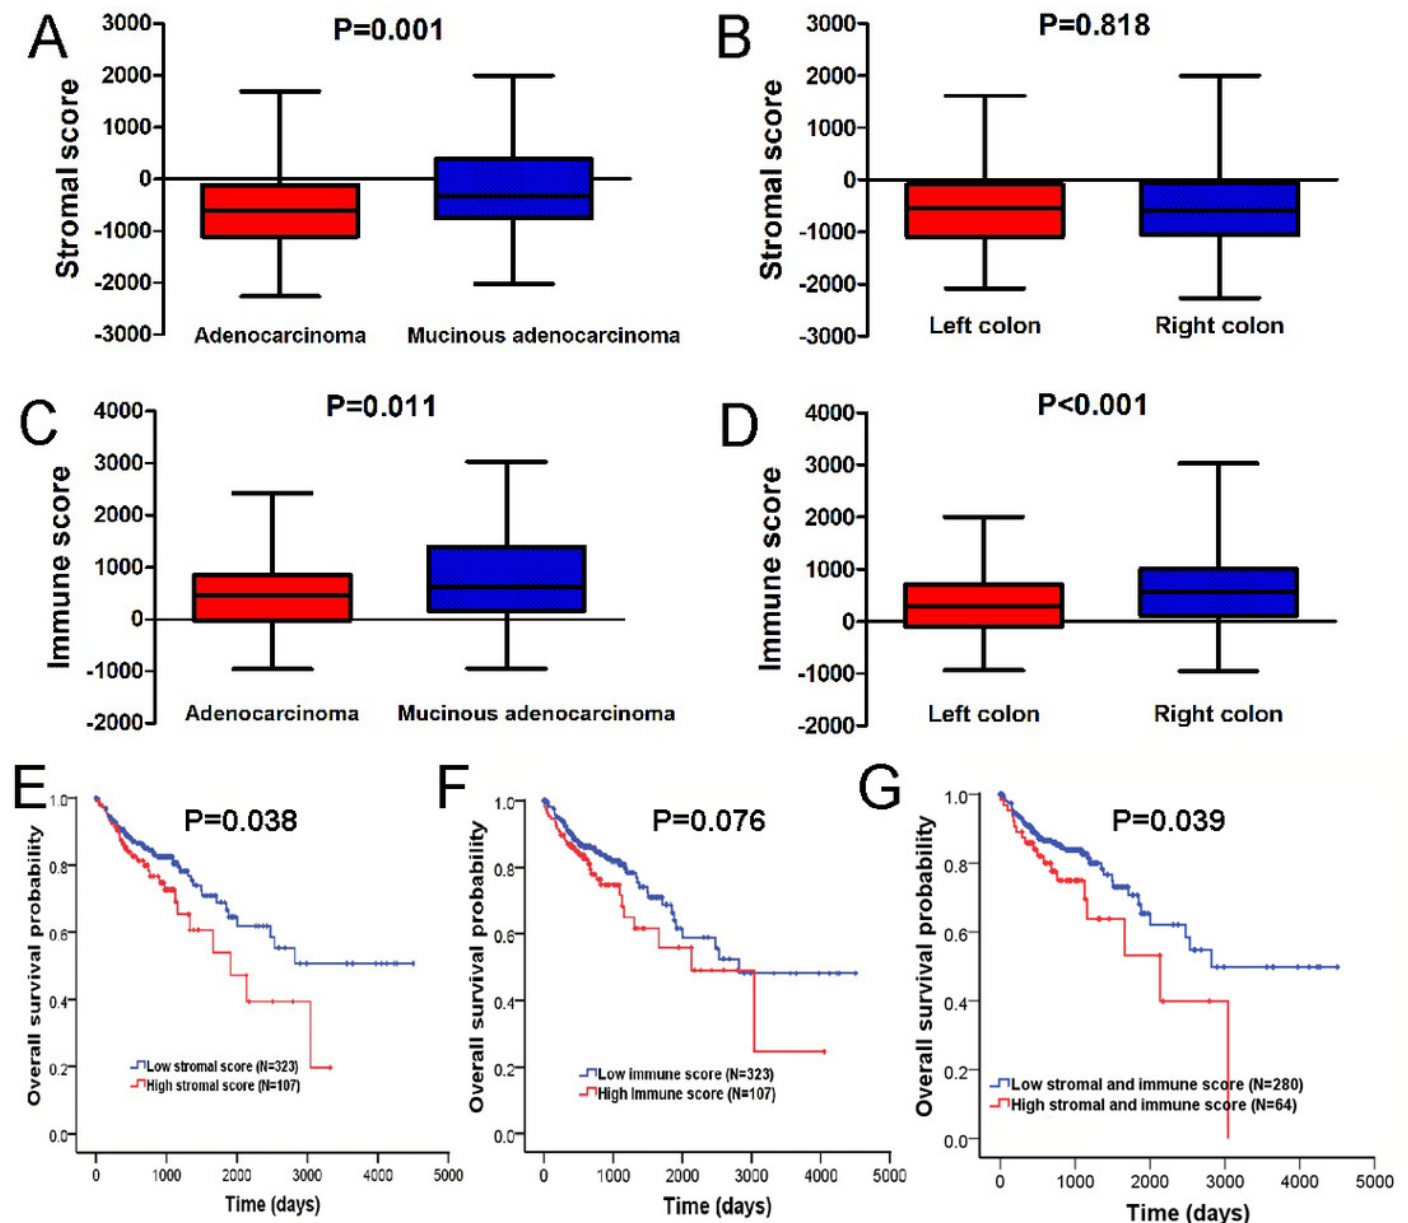 A
P=0.001
Stromal score
3000
2000
1000
0
-1000
-2000
-3000
Adenocarcinoma
Mucinous adenocarcinoma
B
P=0.818
Stromal score
3000
2000
1000
0
-1000
-2000
-3000
Left colon
Right colon
C
P=0.011
Immune score
4000
3000
2000
1000
0
-1000
-2000
Adenocarcinoma
Mucinous adenocarcinoma
D
P<0.001
Immune score
4000
3000
2000
1000
0
-1000
-2000
Left colon
Right colon
E
P=0.038
Overall survival probability
1.0
0.8
0.6
0.4
0.2
0.0
Low stromal score (N=323)
High stromal score (N=107)
0 1000 2000 3000 4000 5000
Time (days)
F
P=0.076
Overall survival probability
1.0
0.8
0.6
0.4
0.2
0.0
Low immune score (N=323)
High Immune score (N=107)
0 1000 2000 3000 4000 5000
Time (days)
G
P=0.039
Overall survival probability
1.0
0.8
0.6
0.4
0.2
0.0
Low stromal and immune score (N=280)
High stromal and immune score (N=64)
0 1000 2000 3000 4000 5000
Time (days)